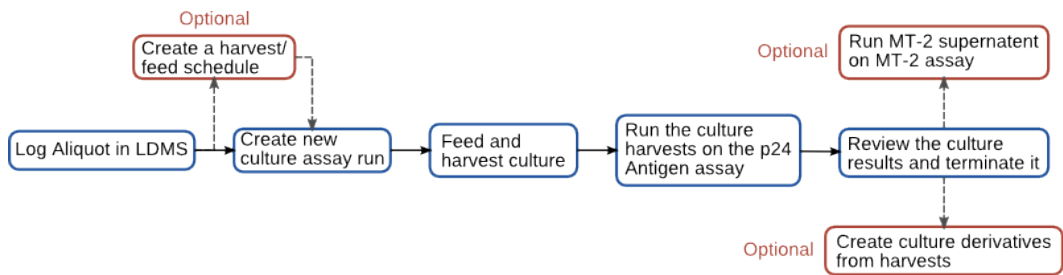 Optional
Create a harvest/
feed schedule
Log Aliquot in LDMS
Create new
culture assay run
Feed and
harvest culture
Run the culture
harvests on the p24
Antigen assay
Review the culture
results and terminate it
Optional
Run MT-2 supernatent
on MT-2 assay
Optional
Create culture derivatives
from harvests